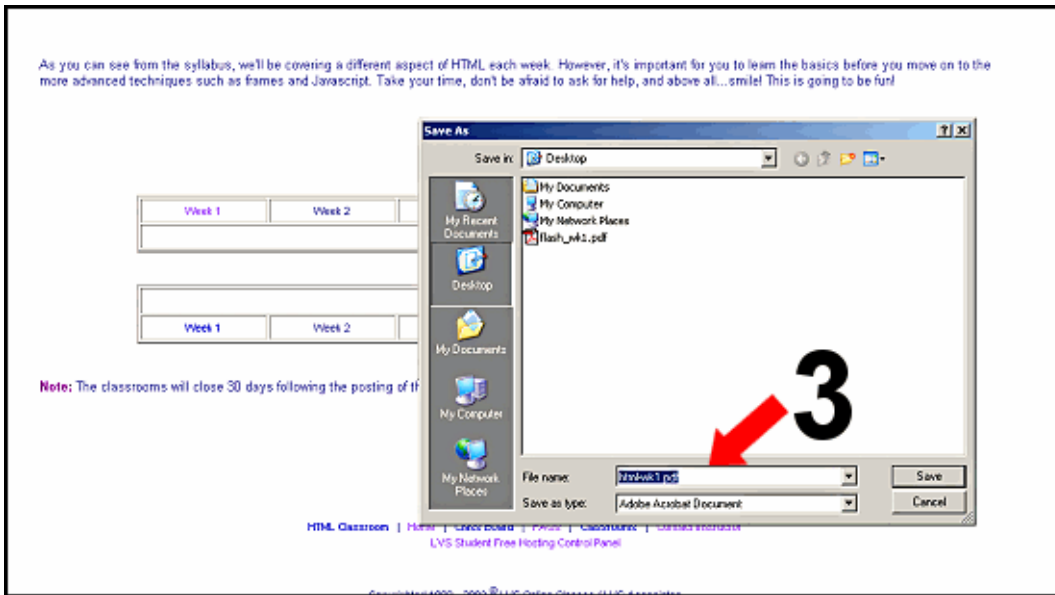 As you can see from the syllabus, we'll be covering a different aspect of HTML each week. However, it's important for you to learn the basics before you move on to the
more advanced techniques such as frames and Javascript. Take your time, don't be afraid to ask for help, and above all...smile! This is going to be fun!
Save As
Save in: Desktop
My Documents
My Computer
My Network Places
flash_wk1.pdf
My Recent
Documents
Desktop
My Documents
My Computer
My Network
Places
Week 1 Week 2
Week 1 Week 2
Note: The classrooms will close 30 days following the posting of th
3
File name: html-wk1.pdf Save
Save as type: Adobe Acrobat Document Cancel
HTML Classroom |
LVS Student Free Hosting Control Panel